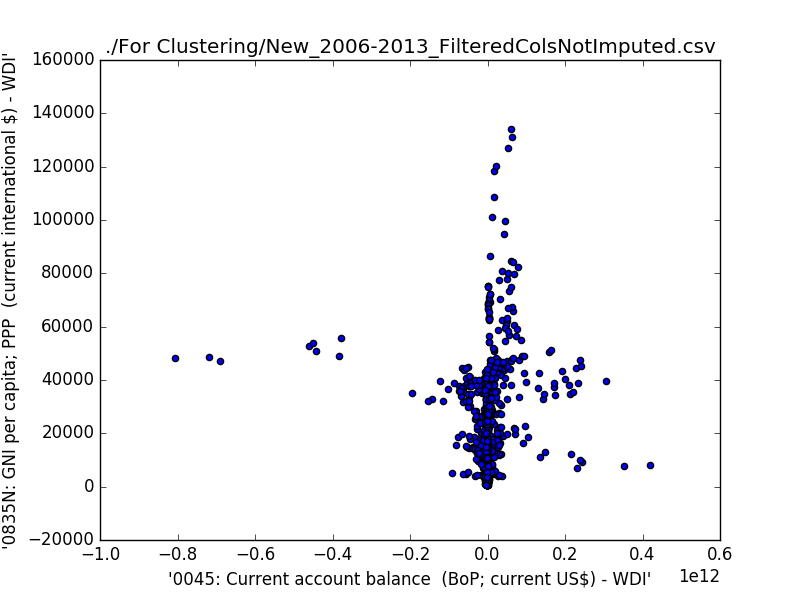 ./For Clustering/New_2006-2013_FilteredColsNotImputed.csv
160000
140000
120000
100000
80000
60000
40000
20000
0
−20000
'0835N: GNI per capita; PPP  (current international $) - WDI'
−1.0 −0.8 −0.6 −0.4 −0.2 0.0 0.2 0.4 0.6
1e12
'0045: Current account balance  (BoP; current US$) - WDI'